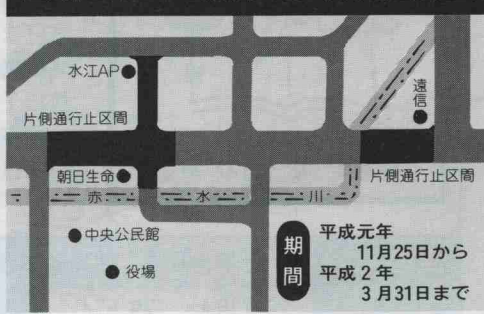 水江AP
遠信
片側通行止区間
朝日生命
片側通行止区間
赤水川
中央公民館
役場
期間
平成元年
11月25日から
平成2年
3月31日まで